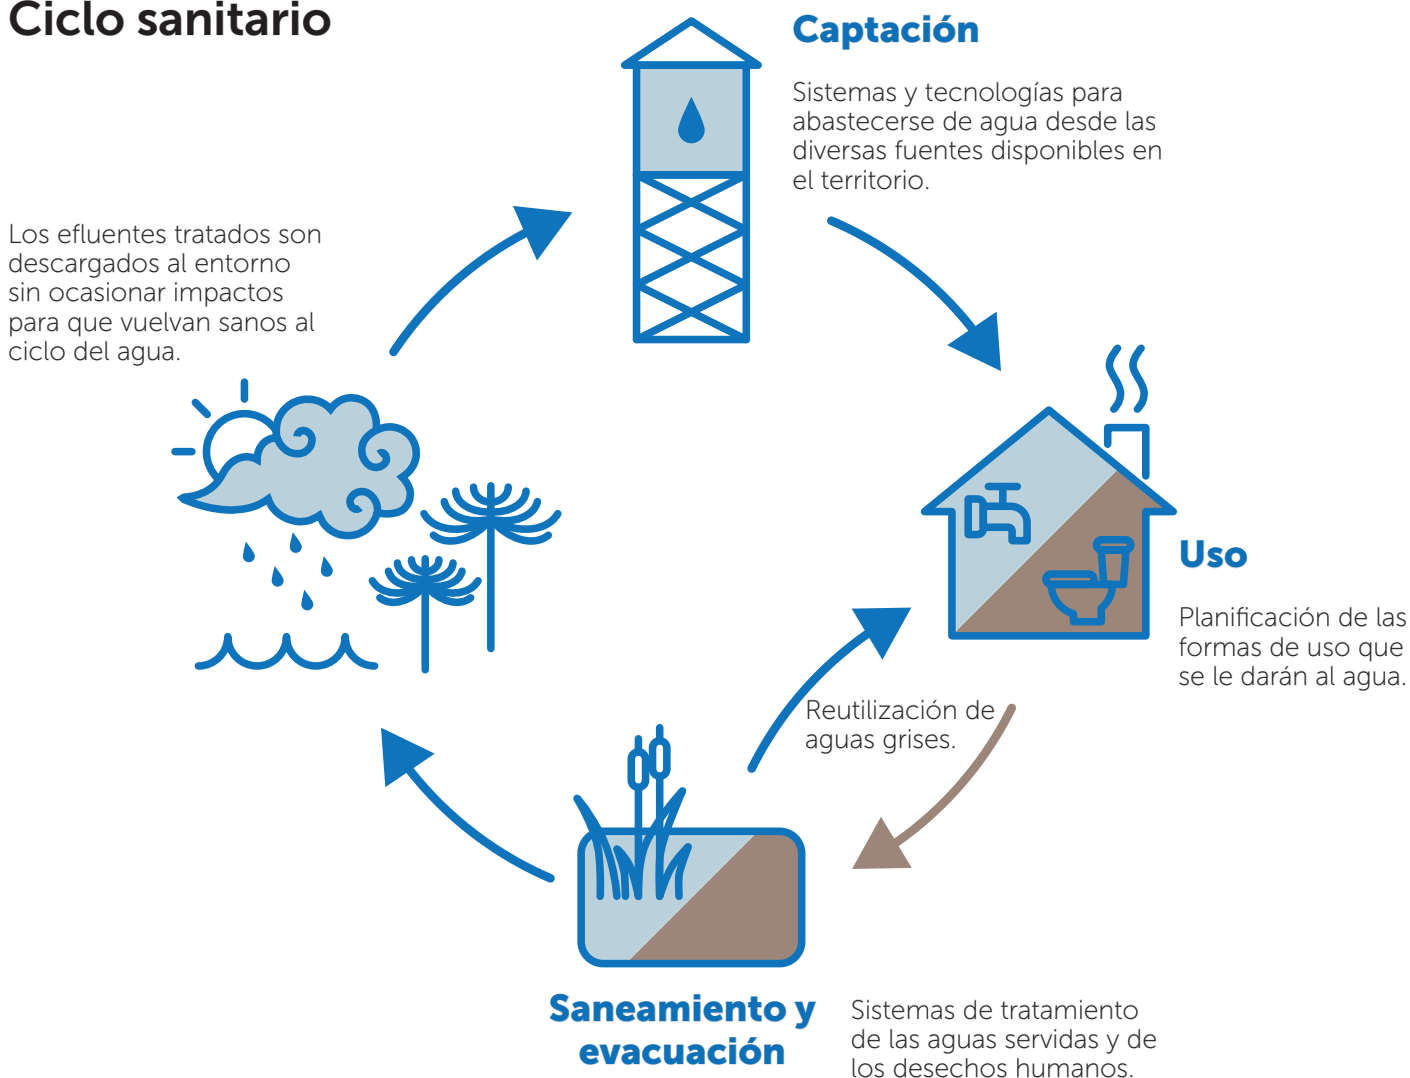 Ciclo sanitario
Captación
Sistemas y tecnologías para
abastecerse de agua desde las
diversas fuentes disponibles en
el territorio.
Los efluentes tratados son
descargados al entorno
sin ocasionar impactos
para que vuelvan sanos al
ciclo del agua.
Uso
Planificación de las
formas de uso que
se le darán al agua.
Reutilización de
aguas grises.
Saneamiento y
evacuación
Sistemas de tratamiento
de las aguas servidas y de
los desechos humanos.